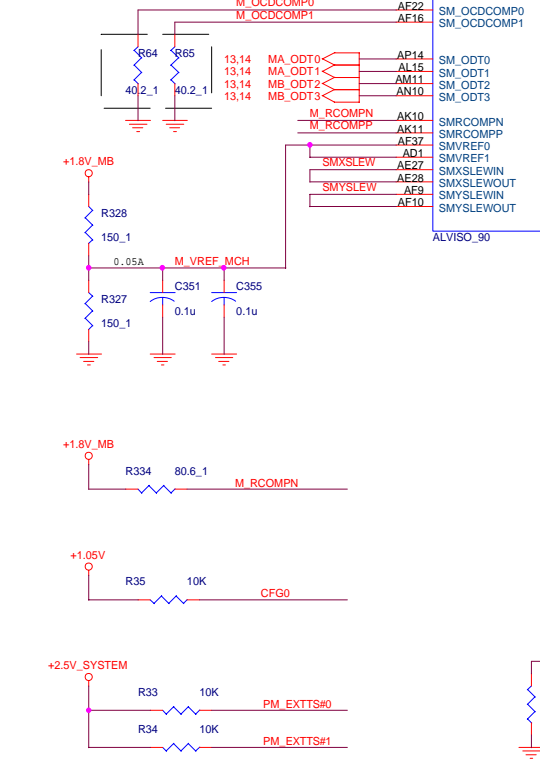 M_OCDCOMP0 AF22 SM_OCDCOMP0
M_OCDCOMP1 AF16 SM_OCDCOMP1
R64 R65
40.2_1 40.2_1
13,14 MA_ODT0 AP14 SM_ODT0
13,14 MA_ODT1 AL15 SM_ODT1
13,14 MB_ODT2 AM11 SM_ODT2
13,14 MB_ODT3 AN10 SM_ODT3
M_RCOMPN AK10 SMRCOMPN
M_RCOMPP AK11 SMRCOMPP
AF37 SMVREF0
AD1 SMVREF1
SMXSLEW AE27 SMXSLEWIN
AE28 SMXSLEWOUT
SMYSLEW AF9 SMYSLEWIN
AF10 SMYSLEWOUT
ALVISO_90
+1.8V_MB
R328
150_1
0.05A M_VREF_MCH
R327
150_1
C351
0.1u
C355
0.1u
+1.8V_MB
R334 80.6_1
M_RCOMPN
+1.05V
R35 10K
CFG0
+2.5V_SYSTEM
R33 10K
PM_EXTTS#0
R34 10K
PM_EXTTS#1